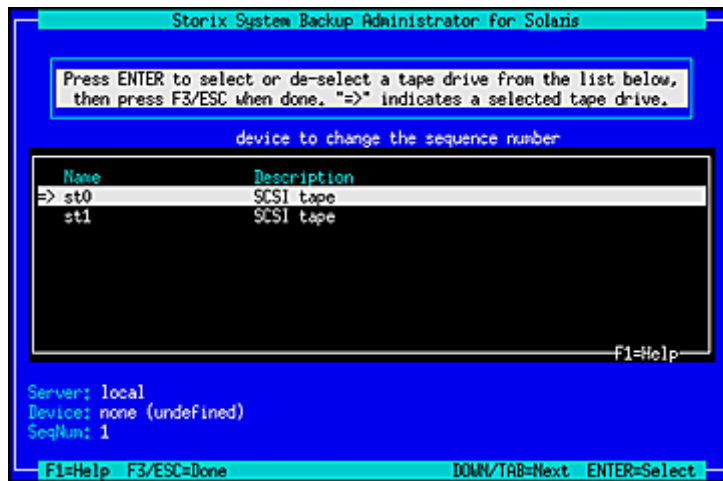 Storix System Backup Administrator for Solaris
Press ENTER to select or de-select a tape drive from the list below,
then press F3/ESC when done. "=>" indicates a selected tape drive.
device to change the sequence number
Name Description
=> st0 SCSI tape
st1 SCSI tape
F1=Help
Server: local
Device: none (undefined)
SeqNum: 1
F1=Help F3/ESC=Done DOWN/TAB=Next ENTER=Select